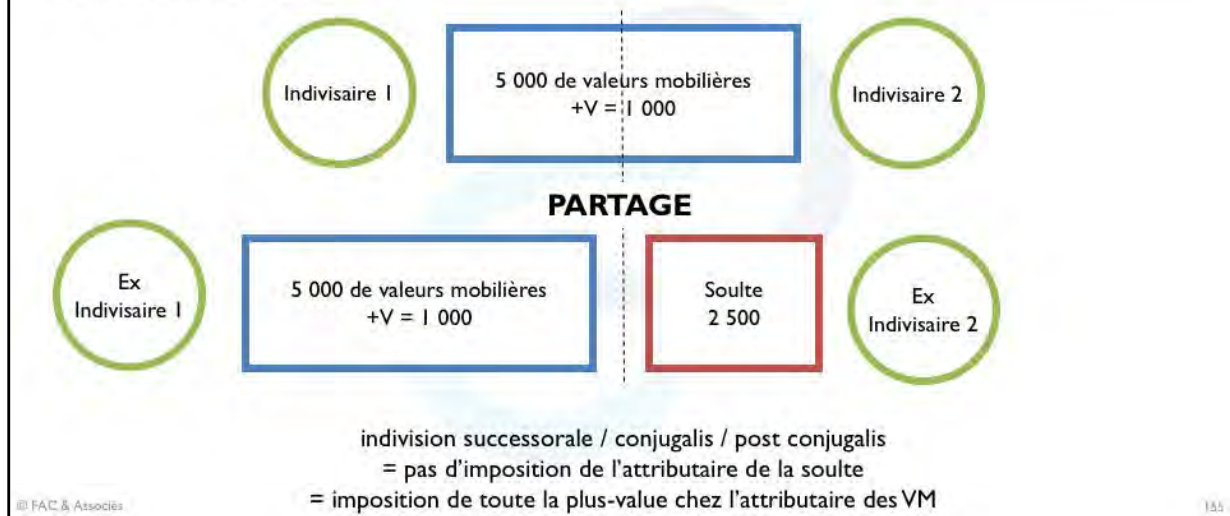 Indivisaire 1
5 000 de valeurs mobilières
+V = 1 000
Indivisaire 2
PARTAGE
Ex
Indivisaire 1
5 000 de valeurs mobilières
+V = 1 000
Soulte
2 500
Ex
Indivisaire 2
indivision successorale / conjugalis / post conjugalis
= pas d’imposition de l’attributaire de la soulte
= imposition de toute la plus-value chez l’attributaire des VM
© FAC & Associés
155